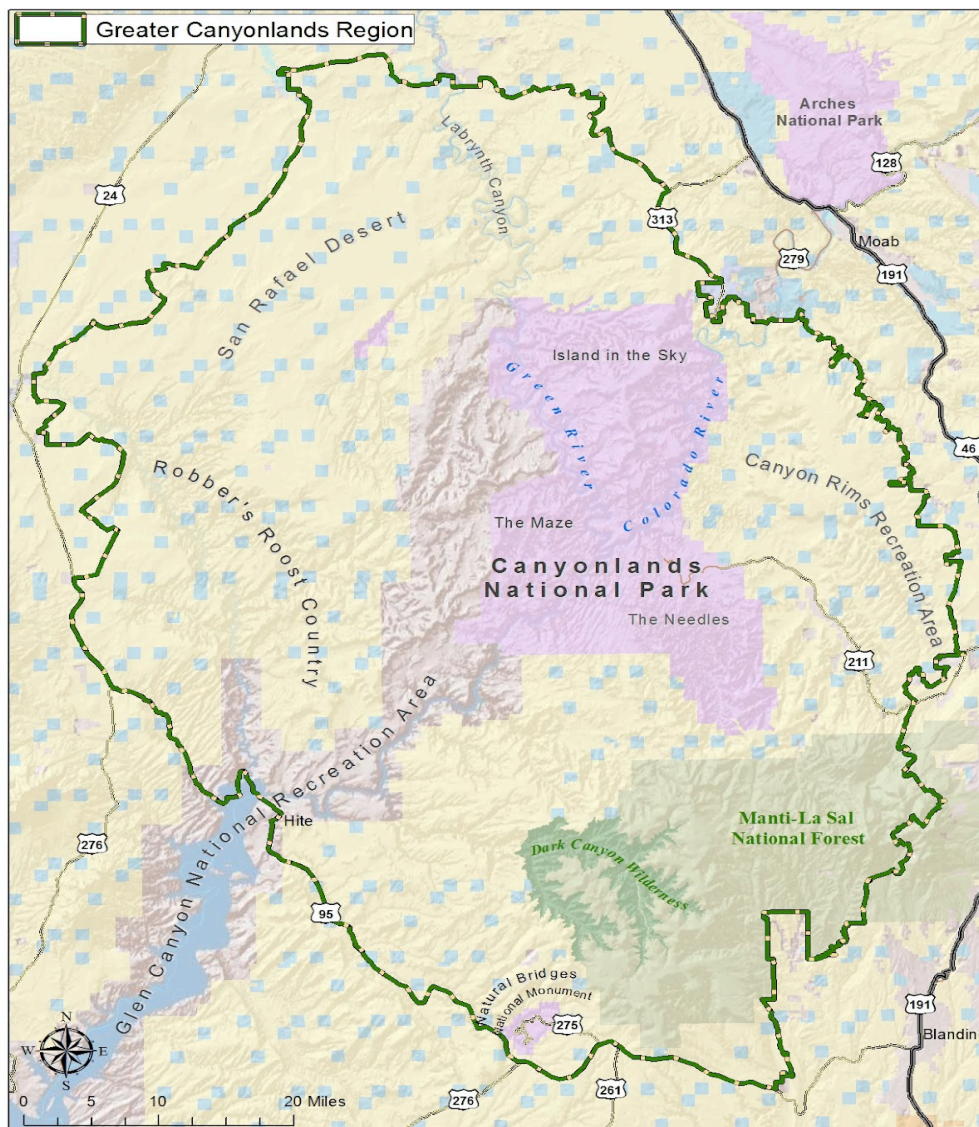 Greater Canyonlands Region
Arches
National Park
128
24
Labrynth Canyon
313
Moab
279
191
San Rafael Desert
Island in the Sky
Green River
Colorado River
46
Canyon Rims Recreation Area
Robber's Roost Country
The Maze
Canyonlands
National Park
The Needles
211
Glen Canyon National Recreation Area
Hite
276
Manti-La Sal
National Forest
Dark Canyon Wilderness
95
Natural Bridges
National Monument
275
191
Blandin
N
W E
S
261
276
0 5 10 20 Miles